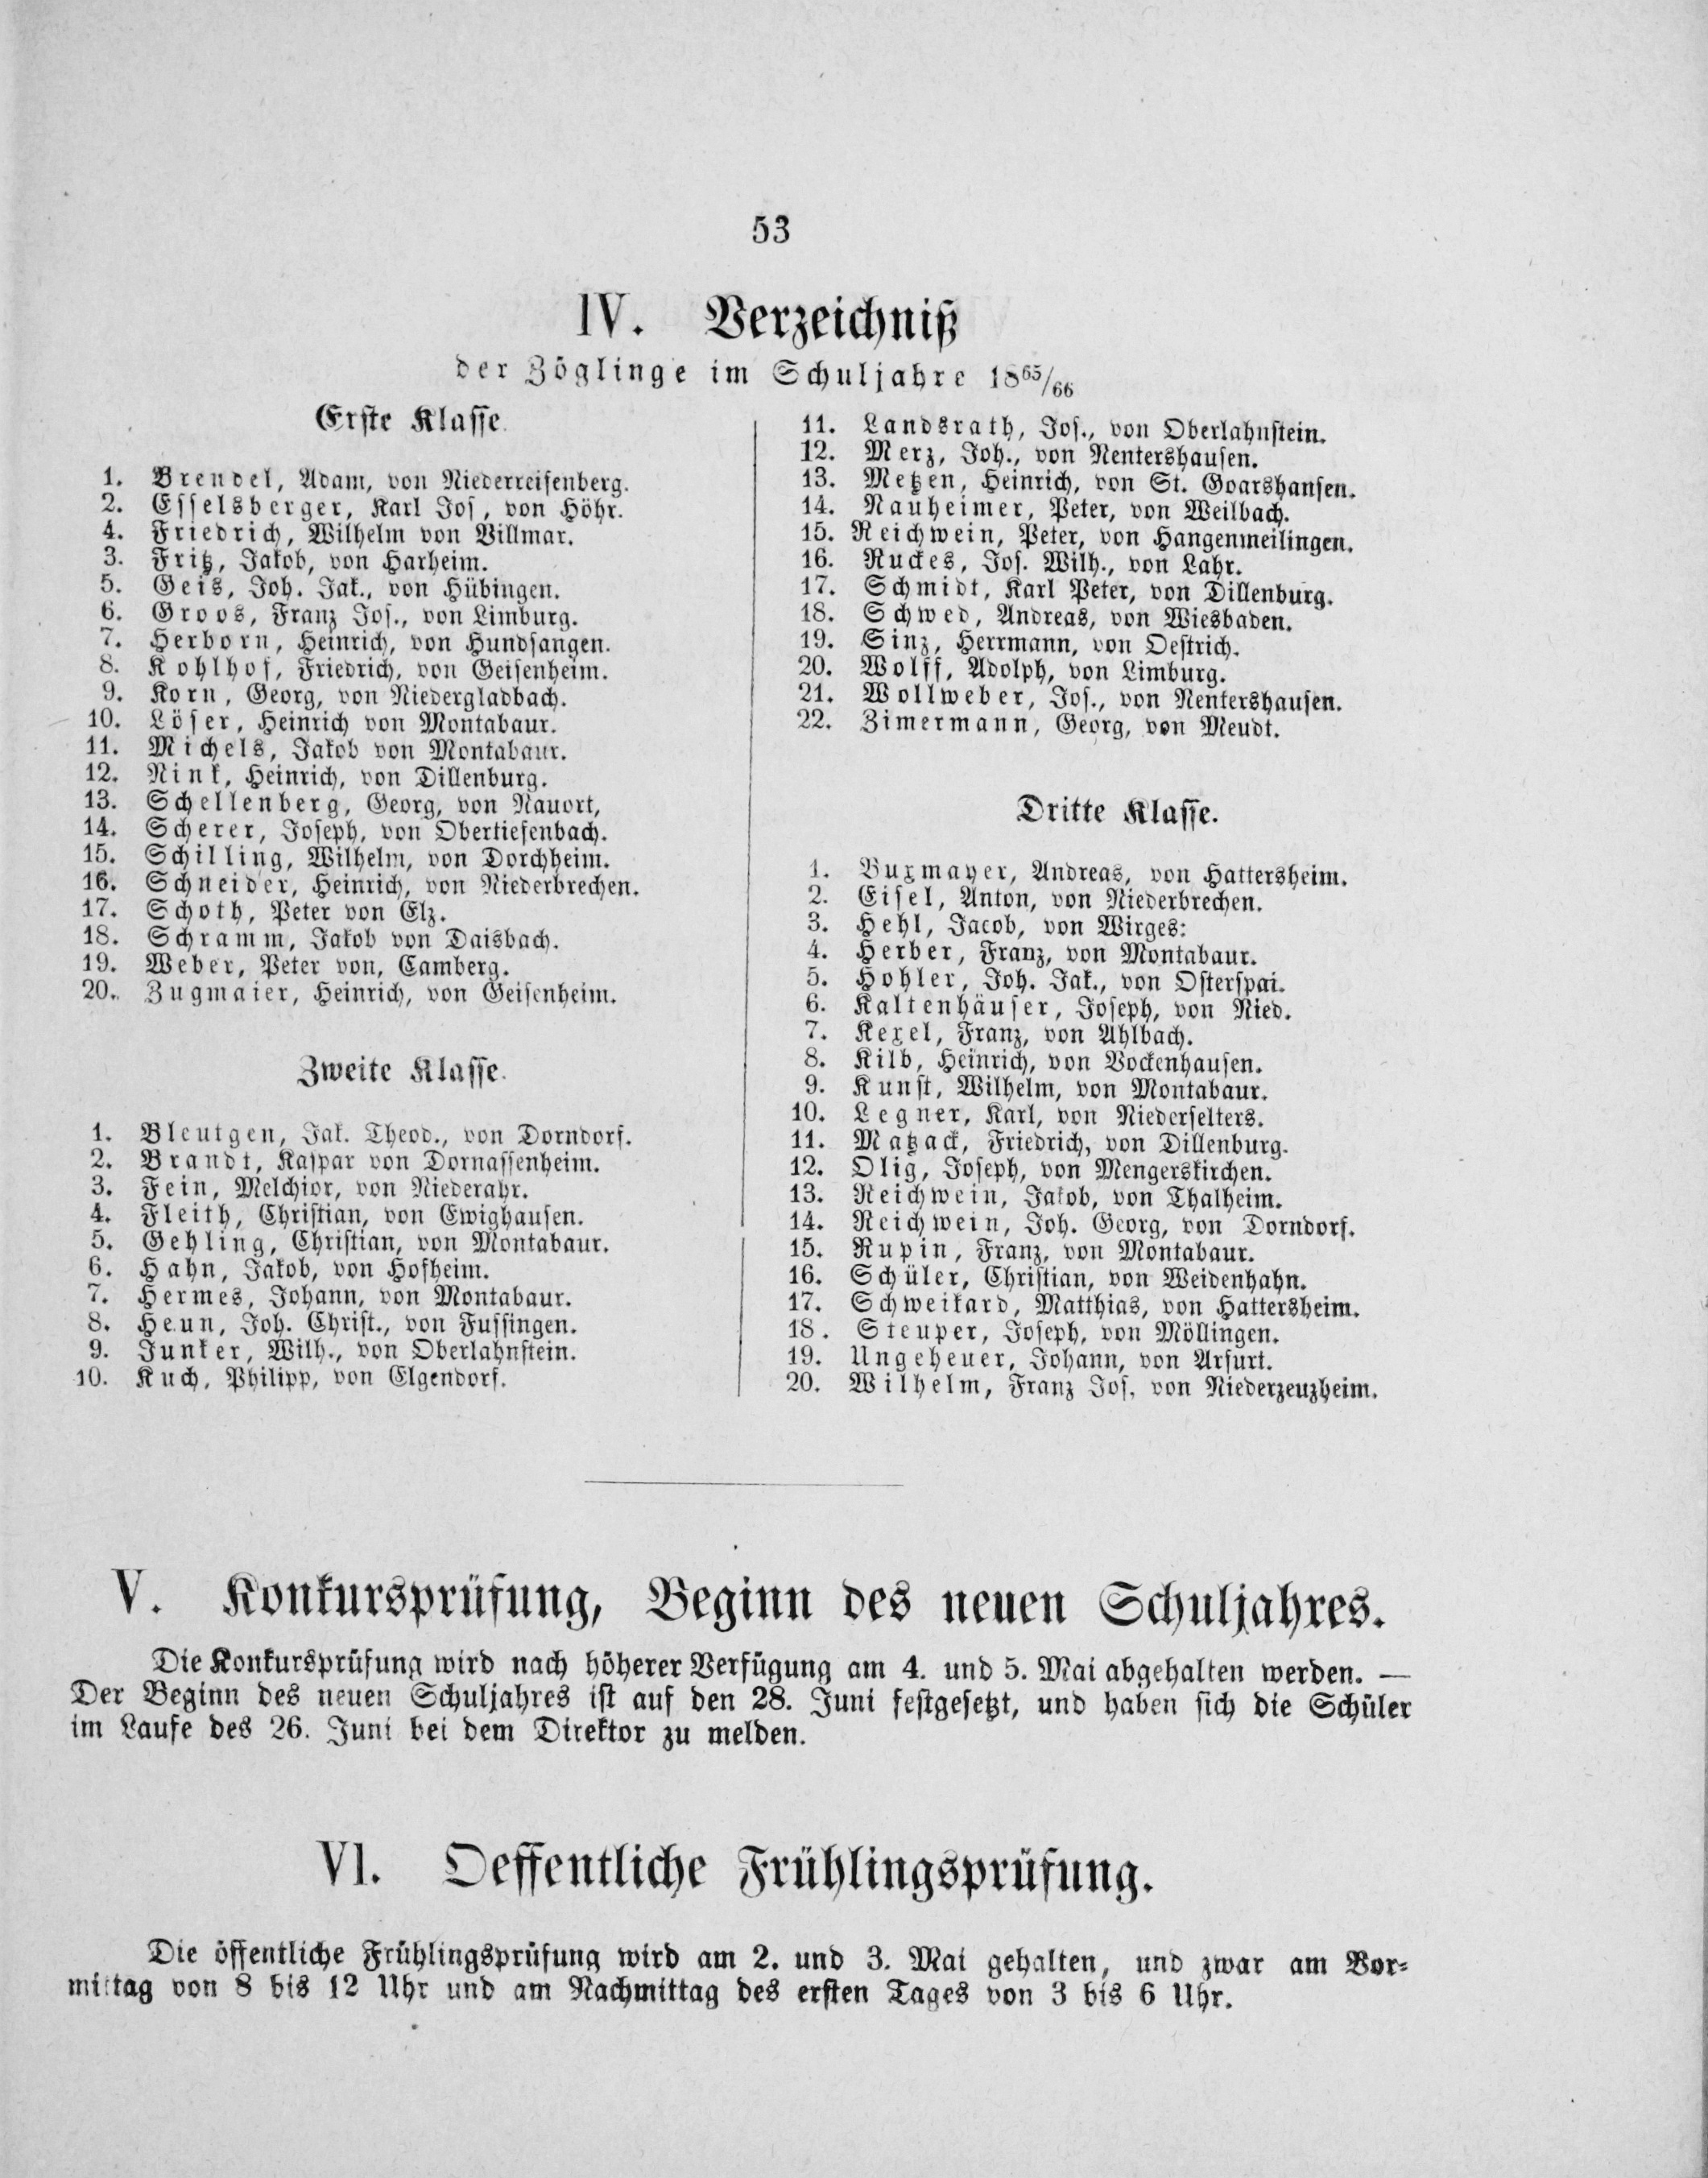 53
IV. Verzeichniß
der Zöglinge im Schuljahre 18⁶⁵/₆₆
Erste Klasse.
1. Brendel, Adam, von Niederreifenberg.
2. Esselsberger, Karl Jos, von Höhr.
4. Friedrich, Wilhelm von Villmar.
3. Fritz, Jakob, von Harheim.
5. Geis, Joh. Jak., von Hübingen.
6. Groos, Franz Jos., von Limburg.
7. Herborn, Heinrich, von Hundsangen.
8. Kohlhof, Friedrich, von Geisenheim.
9. Korn, Georg, von Niedergladbach.
10. Löser, Heinrich von Montabaur.
11. Michels, Jakob von Montabaur.
12. Nink, Heinrich, von Dillenburg.
13. Schellenberg, Georg, von Nauort,
14. Scherer, Joseph, von Obertiefenbach.
15. Schilling, Wilhelm, von Dorchheim.
16. Schneider, Heinrich, von Niederbrechen.
17. Schoth, Peter von Elz.
18. Schramm, Jakob von Daisbach.
19. Weber, Peter von, Camberg.
20. Zugmaier, Heinrich, von Geisenheim.
Zweite Klasse.
1. Bleutgen, Jak. Theod., von Dorndorf.
2. Brandt, Kaspar von Dornassenheim.
3. Fein, Melchior, von Niederahr.
4. Fleith, Christian, von Ewighausen.
5. Gehling, Christian, von Montabaur.
6. Hahn, Jakob, von Hofheim.
7. Hermes, Johann, von Montabaur.
8. Heun, Joh. Christ., von Fussingen.
9. Junker, Wilh., von Oberlahnstein.
10. Kuch, Philipp, von Elgendorf.
11. Landsrath, Jos., von Oberlahnstein.
12. Merz, Joh., von Nentershausen.
13. Metzen, Heinrich, von St. Goarshausen.
14. Nauheimer, Peter, von Weilbach.
15. Reichwein, Peter, von Hangenmeilingen.
16. Ruckes, Jos. Wilh., von Lahr.
17. Schmidt, Karl Peter, von Dillenburg.
18. Schwed, Andreas, von Wiesbaden.
19. Sinz, Herrmann, von Oestrich.
20. Wolff, Adolph, von Limburg.
21. Wollweber, Jos., von Nentershausen.
22. Zimermann, Georg, von Meudt.
Dritte Klasse.
1. Buxmayer, Andreas, von Hattersheim.
2. Eisel, Anton, von Niederbrechen.
3. Hehl, Jacob, von Wirges:
4. Herber, Franz, von Montabaur.
5. Hohler, Joh. Jak., von Osterspai.
6. Kaltenhäuser, Joseph, von Nied.
7. Kexel, Franz, von Ahlbach.
8. Kilb, Heinrich, von Vockenhausen.
9. Kunst, Wilhelm, von Montabaur.
10. Legner, Karl, von Niederselters.
11. Matzack, Friedrich, von Dillenburg.
12. Olig, Joseph, von Mengerskirchen.
13. Reichwein, Jakob, von Thalheim.
14. Reichwein, Joh. Georg, von Dorndorf.
15. Rupin, Franz, von Montabaur.
16. Schüler, Christian, von Weidenhahn.
17. Schweikard, Matthias, von Hattersheim.
18. Steuper, Joseph, von Möllingen.
19. Ungeheuer, Johann, von Arfurt.
20. Wilhelm, Franz Jos, von Niederzeuzheim.
V. Konkursprüfung, Beginn des neuen Schuljahres.
Die Konkursprüfung wird nach höherer Verfügung am 4. und 5. Mai abgehalten werden. —
Der Beginn des neuen Schuljahres ist auf den 28. Juni festgesetzt, und haben sich die Schüler
im Laufe des 26. Juni bei dem Direktor zu melden.
VI. Oeffentliche Frühlingsprüfung.
Die öffentliche Frühlingsprüfung wird am 2. und 3. Mai gehalten, und zwar am Vor-
mittag von 8 bis 12 Uhr und am Nachmittag des ersten Tages von 3 bis 6 Uhr.